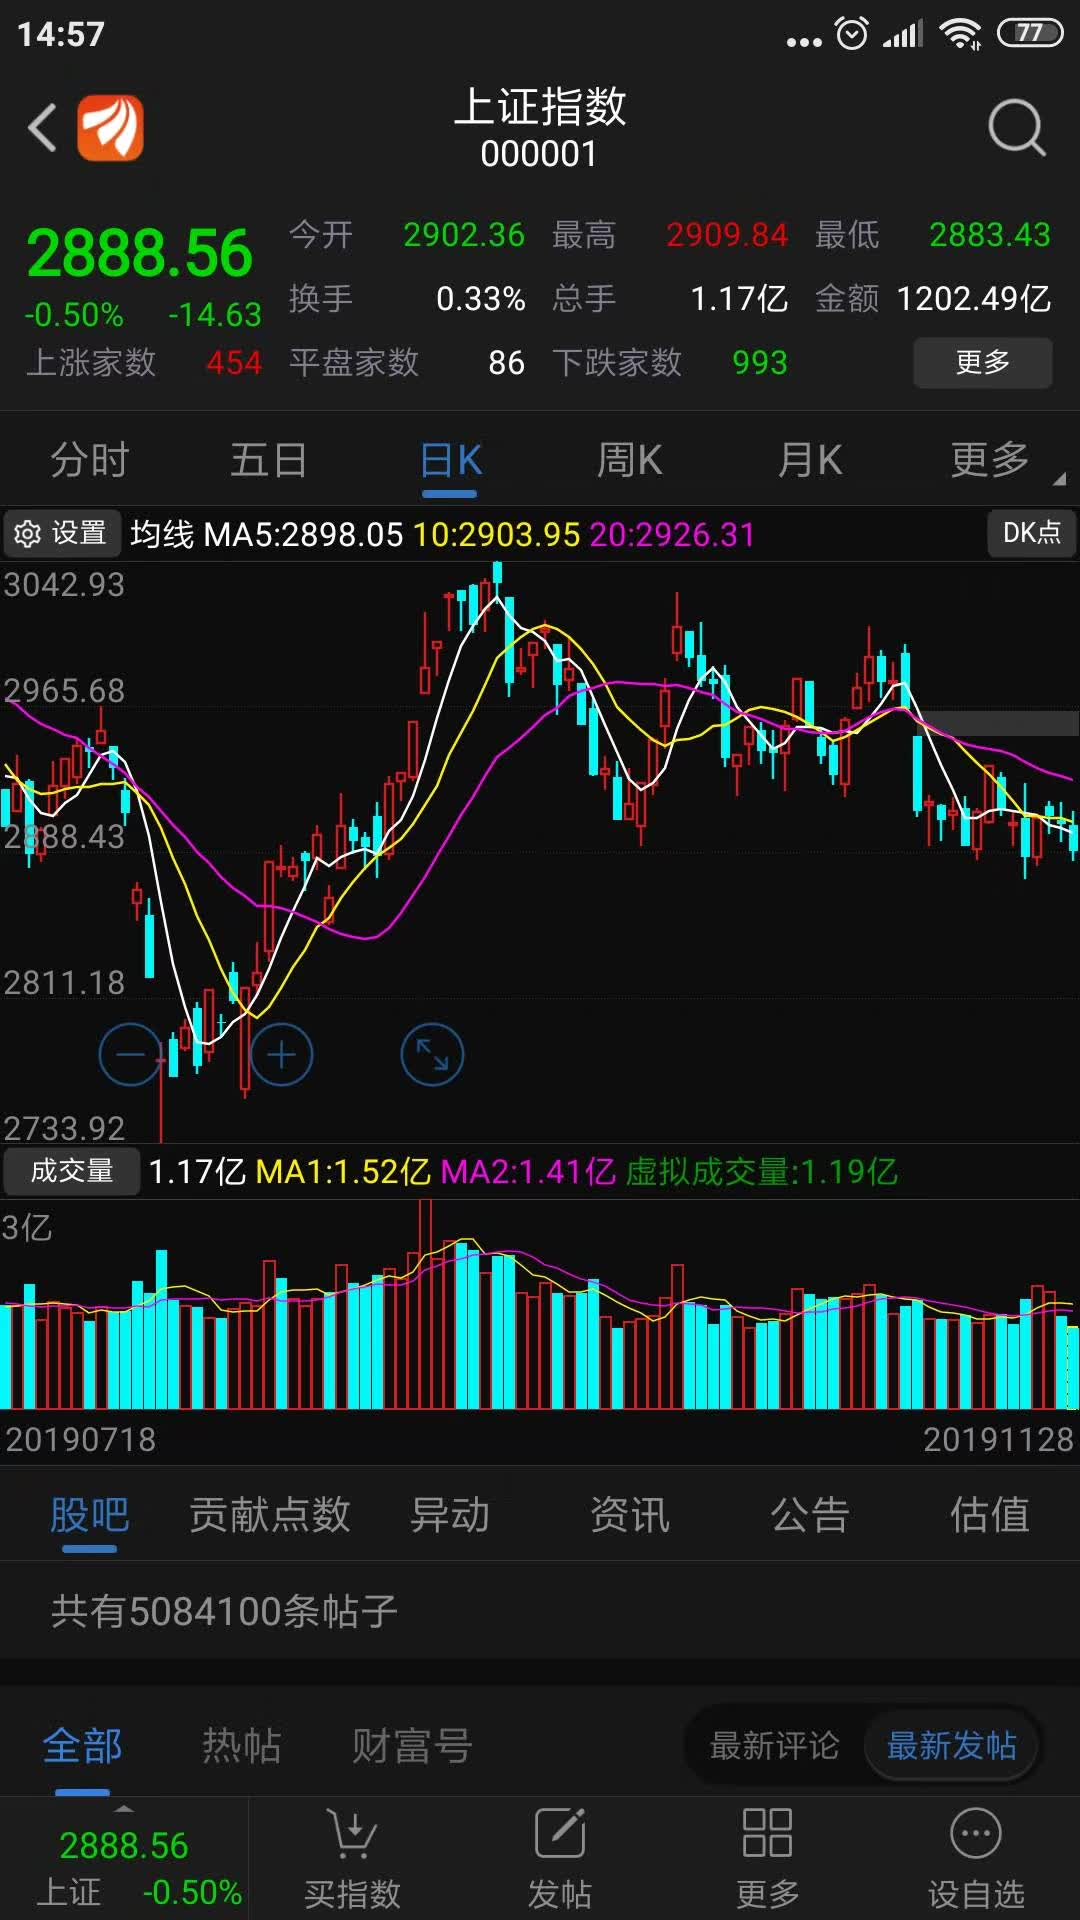 14:57
77
上证指数
000001
2888.56
-0.50% -14.63
今开 2902.36 最高 2909.84 最低 2883.43
换手 0.33% 总手 1.17亿 金额 1202.49亿
上涨家数 454 平盘家数 86 下跌家数 993 更多
分时 五日 日K 周K 月K 更多
设置 均线 MA5:2898.05 10:2903.95 20:2926.31 DK点
3042.93
2965.68
2888.43
2811.18
2733.92
成交量 1.17亿 MA1:1.52亿 MA2:1.41亿 虚拟成交量:1.19亿
3亿
20190718 20191128
股吧 贡献点数 异动 资讯 公告 估值
共有5084100条帖子
全部 热帖 财富号 最新评论 最新发帖
2888.56
上证 -0.50% 买指数 发帖 更多 设自选